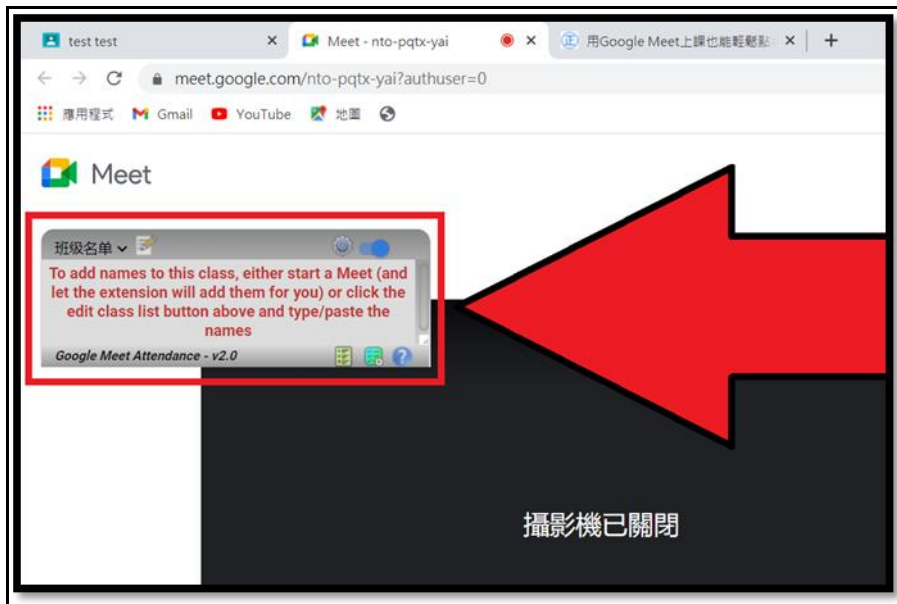 test test
Meet - nto-pqtx-yai
用Google Meet上課也能輕鬆點
meet.google.com/nto-pqtx-yai?authuser=0
應用程式 Gmail YouTube 地圖
Meet
班级名单
To add names to this class, either start a Meet (and
let the extension will add them for you) or click the
edit class list button above and type/paste the
names
Google Meet Attendance - v2.0
攝影機已關閉